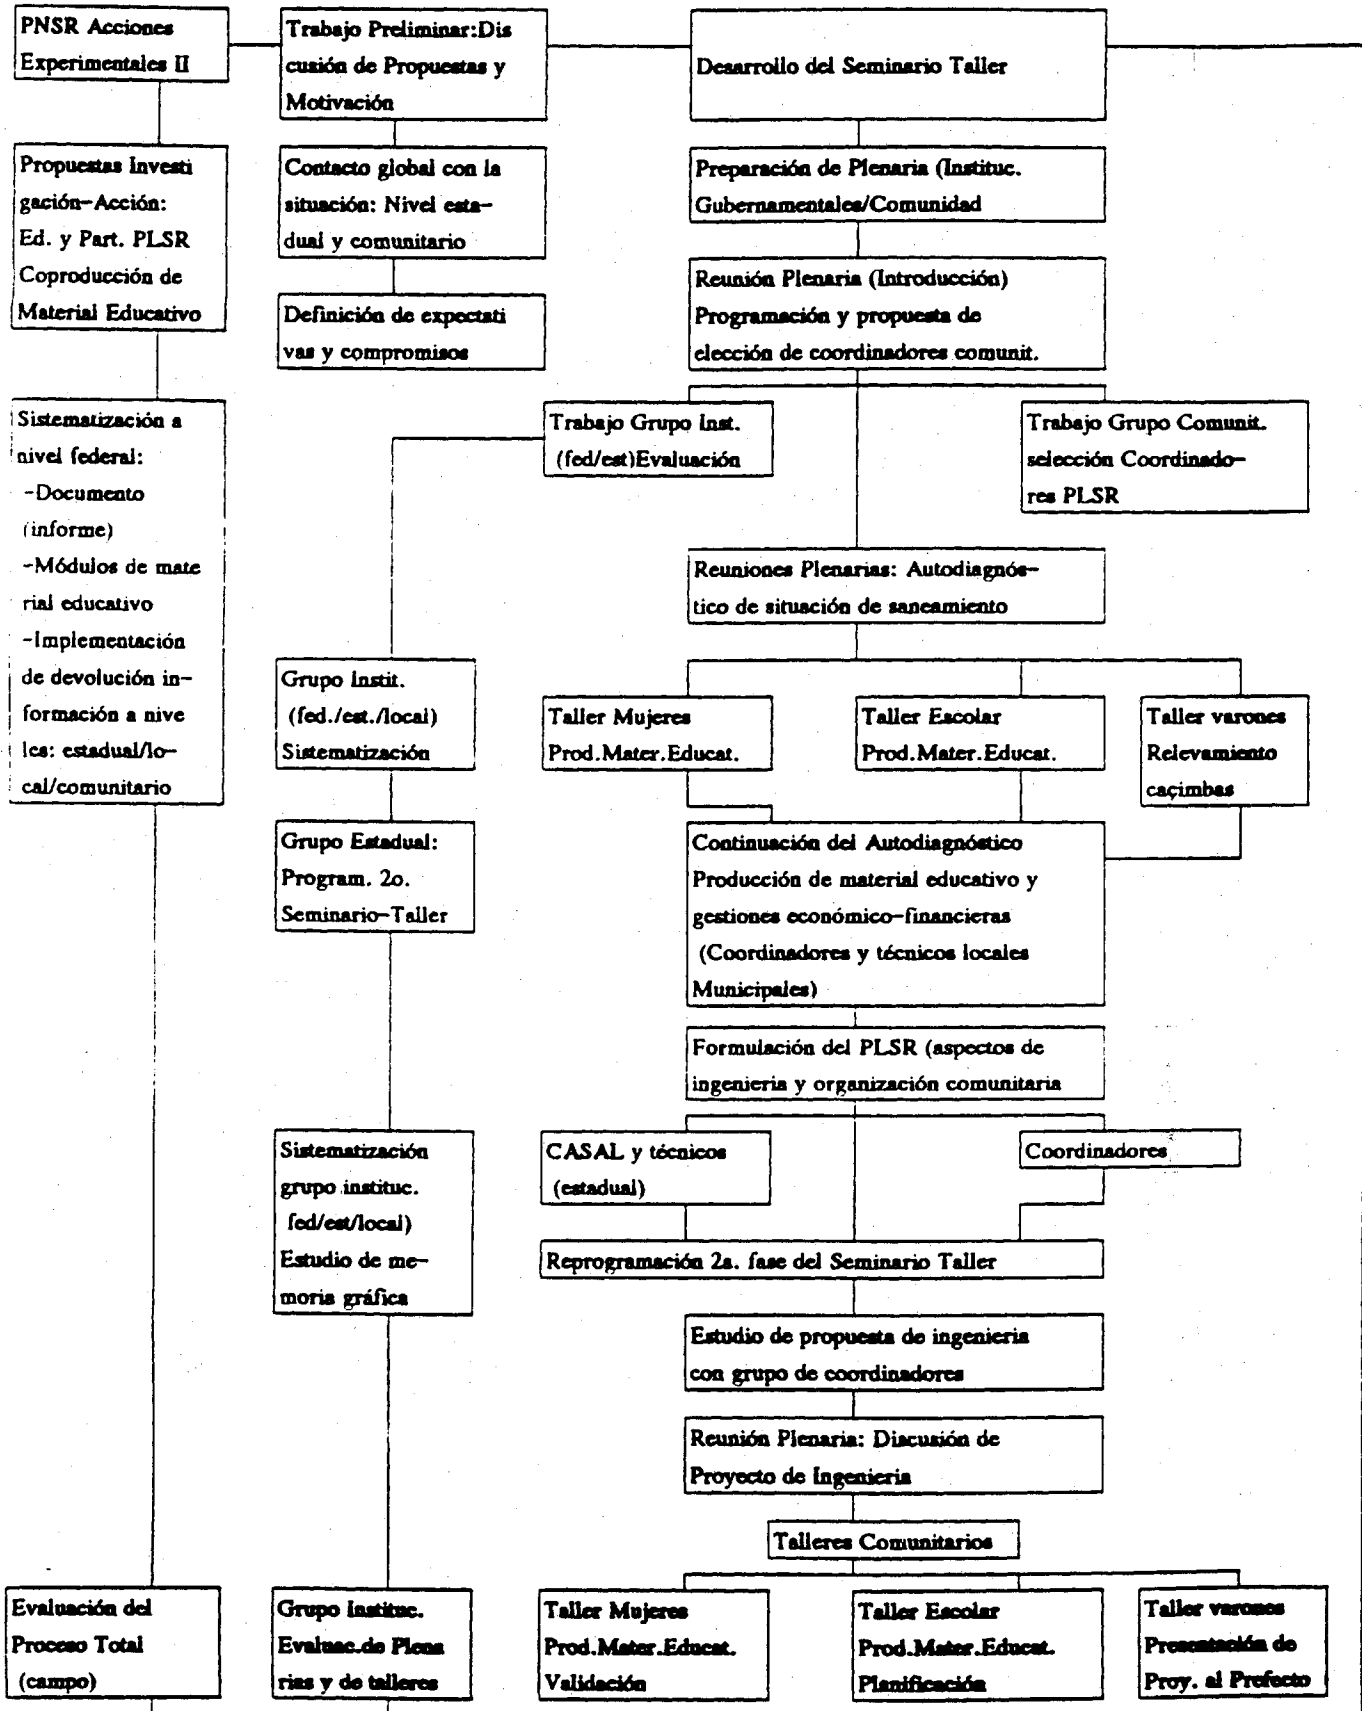 PNSR Acciones
Experimentales II
Trabajo Preliminar:Dis
cusión de Propuestas y
Motivación
Desarrollo del Seminario Taller
Propuestas Investi
gación-Acción:
Ed. y Part. PLSR
Coproducción de
Material Educativo
Contacto global con la
situación: Nivel esta-
dual y comunitario
Preparación de Plenaria (Instituc.
Gubernamentales/Comunidad
Definición de expectati
vas y compromisos
Reunión Plenaria (Introducción)
Programación y propuesta de
elección de coordinadores comunit.
Sistematización a
nivel federal:
-Documento
(informe)
-Módulos de mate
rial educativo
-Implementación
de devolución in-
formación a nive
les: estadual/lo-
cal/comunitario
Trabajo Grupo Inst.
(fed/est)Evaluación
Trabajo Grupo Comunit.
selección Coordinado-
res PLSR
Reuniones Plenarias: Autodiagnós-
tico de situación de saneamiento
Grupo Instit.
(fed./est./local)
Sistematización
Taller Mujeres
Prod.Mater.Educat.
Taller Escolar
Prod.Mater.Educat.
Taller varones
Relevamiento
caçimbas
Grupo Estadual:
Program. 2o.
Seminario-Taller
Continuación del Autodiagnóstico
Producción de material educativo y
gestiones económico-financieras
(Coordinadores y técnicos locales
Municipales)
Formulación del PLSR (aspectos de
ingenieria y organización comunitaria
Sistematización
grupo instituc.
fed/est/local)
Estudio de me-
moria gráfica
CASAL y técnicos
(estadual)
Coordinadores
Reprogramación 2a. fase del Seminario Taller
Estudio de propuesta de ingenieria
con grupo de coordinadores
Reunión Plenaria: Discusión de
Proyecto de Ingenieria
Talleres Comunitarios
Evaluación del
Proceso Total
(campo)
Grupo Instituc.
Evaluac.de Plena
rias y de talleres
Taller Mujeres
Prod.Mater.Educat.
Validación
Taller Escolar
Prod.Mater.Educat.
Planificación
Taller varones
Presentación de
Proy. al Prefecto